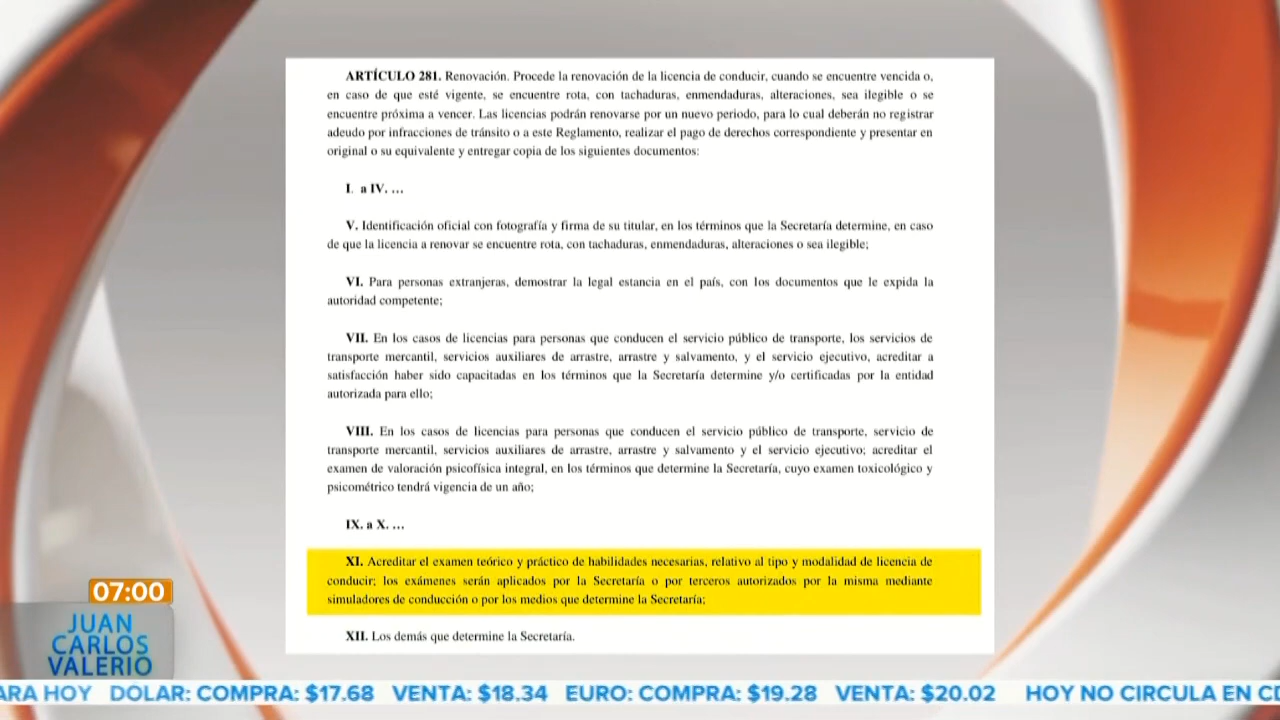 ARTÍCULO 281. Renovación. Procede la renovación de la licencia de conducir, cuando se encuentre vencida o,
en caso de que esté vigente, se encuentre rota, con tachaduras, enmendaduras, alteraciones, sea ilegible o se
encuentre próxima a vencer. Las licencias podrán renovarse por un nuevo periodo, para lo cual deberán no registrar
adeudo por infracciones de tránsito o a este Reglamento, realizar el pago de derechos correspondiente y presentar en
original o su equivalente y entregar copia de los siguientes documentos:
I. a IV. ...
V. Identificación oficial con fotografía y firma de su titular, en los términos que la Secretaría determine, en caso
de que la licencia a renovar se encuentre rota, con tachaduras, enmendaduras, alteraciones o sea ilegible;
VI. Para personas extranjeras, demostrar la legal estancia en el país, con los documentos que le expida la
autoridad competente;
VII. En los casos de licencias para personas que conducen el servicio público de transporte, los servicios de
transporte mercantil, servicios auxiliares de arrastre, arrastre y salvamento, y el servicio ejecutivo, acreditar a
satisfacción haber sido capacitadas en los términos que la Secretaría determine y/o certificadas por la entidad
autorizada para ello;
VIII. En los casos de licencias para personas que conducen el servicio público de transporte, servicio de
transporte mercantil, servicios auxiliares de arrastre, arrastre y salvamento y el servicio ejecutivo; acreditar el
examen de valoración psicofísica integral, en los términos que determine la Secretaría, cuyo examen toxicológico y
psicométrico tendrá vigencia de un año;
IX. a X. ...
XI. Acreditar el examen teórico y práctico de habilidades necesarias, relativo al tipo y modalidad de licencia de
conducir; los exámenes serán aplicados por la Secretaría o por terceros autorizados por la misma mediante
simuladores de conducción o por los medios que determine la Secretaría;
XII. Los demás que determine la Secretaría.
07:00
JUAN
CARLOS
VALERIO
ARA HOY DOLAR: COMPRA: $17.68 VENTA: $18.34 EURO: COMPRA: $19.28 VENTA: $20.02 HOY NO CIRCULA EN CD